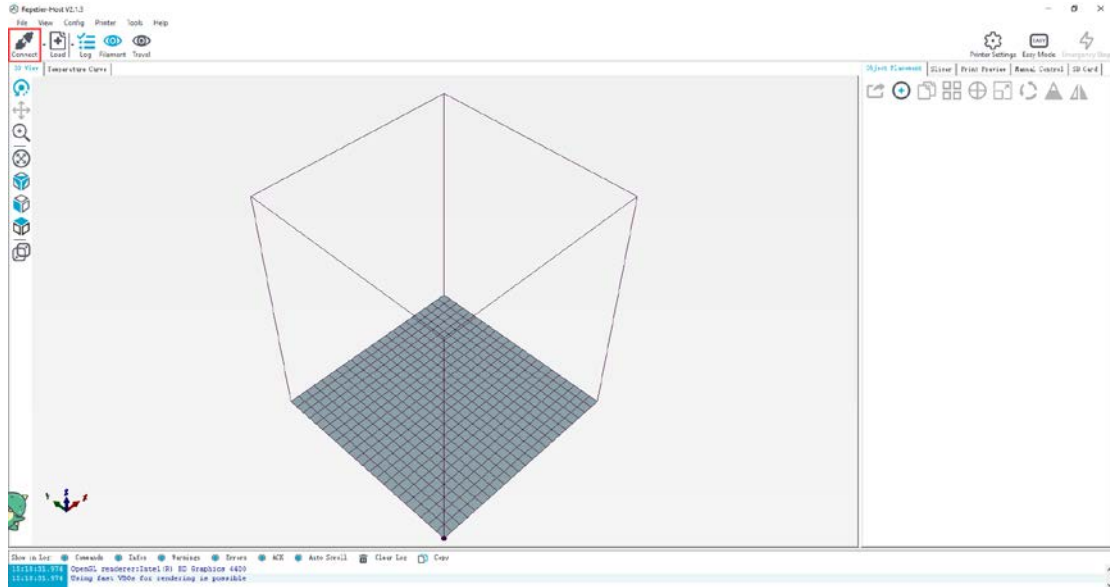 Repetier-Host V2.1.3
File View Config Printer Tools Help
Connect Load Log Filament Travel
Printer Settings Easy Mode Emergency Stop
EASY
3D View Temperature Curve
Object Placement Slicer Print Preview Manual Control SD Card
Show in Log: Commands Infos Warnings Errors ACK Auto Scroll Clear Log Copy
OpenGL renderer:Intel(R) HD Graphics 4400
Using fast VBOs for rendering is possible